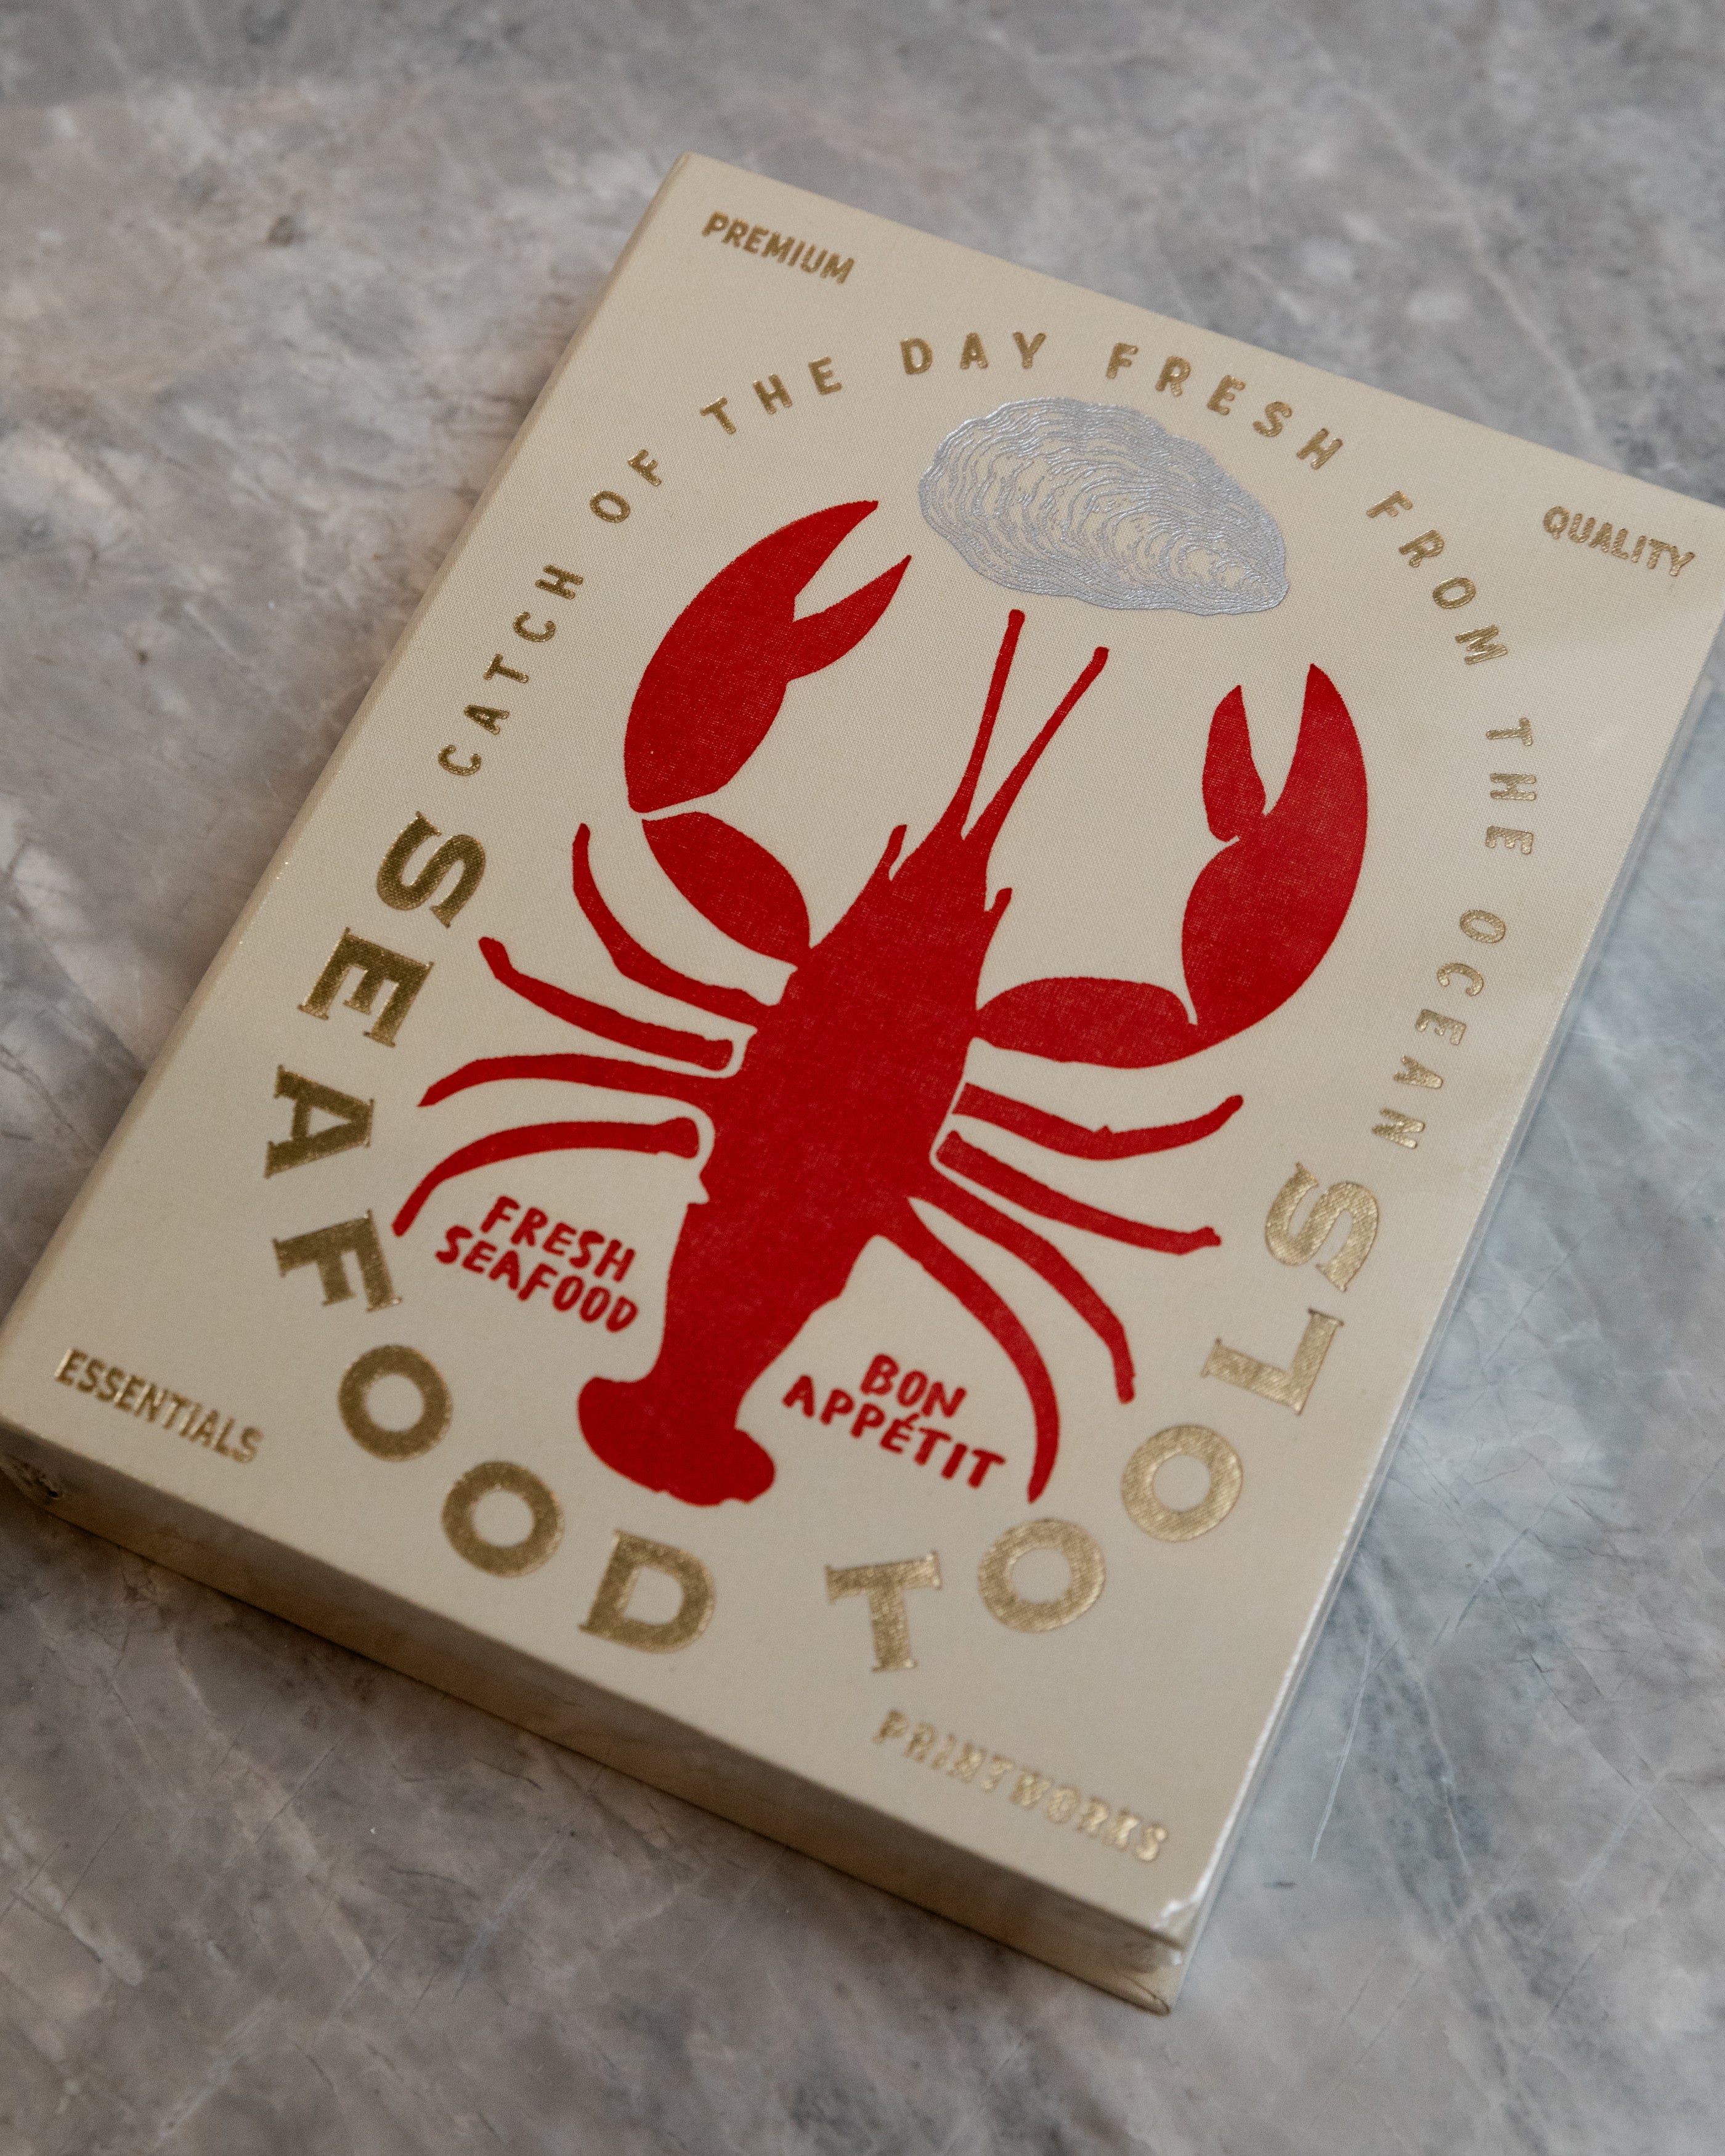 PREMIUM
QUALITY
CATCH OF THE DAY FRESH FROM THE OCEAN
SEAFOOD TOOLS
FRESH
SEAFOOD
BON
APPÉTIT
ESSENTIALS
PRINTWORKS